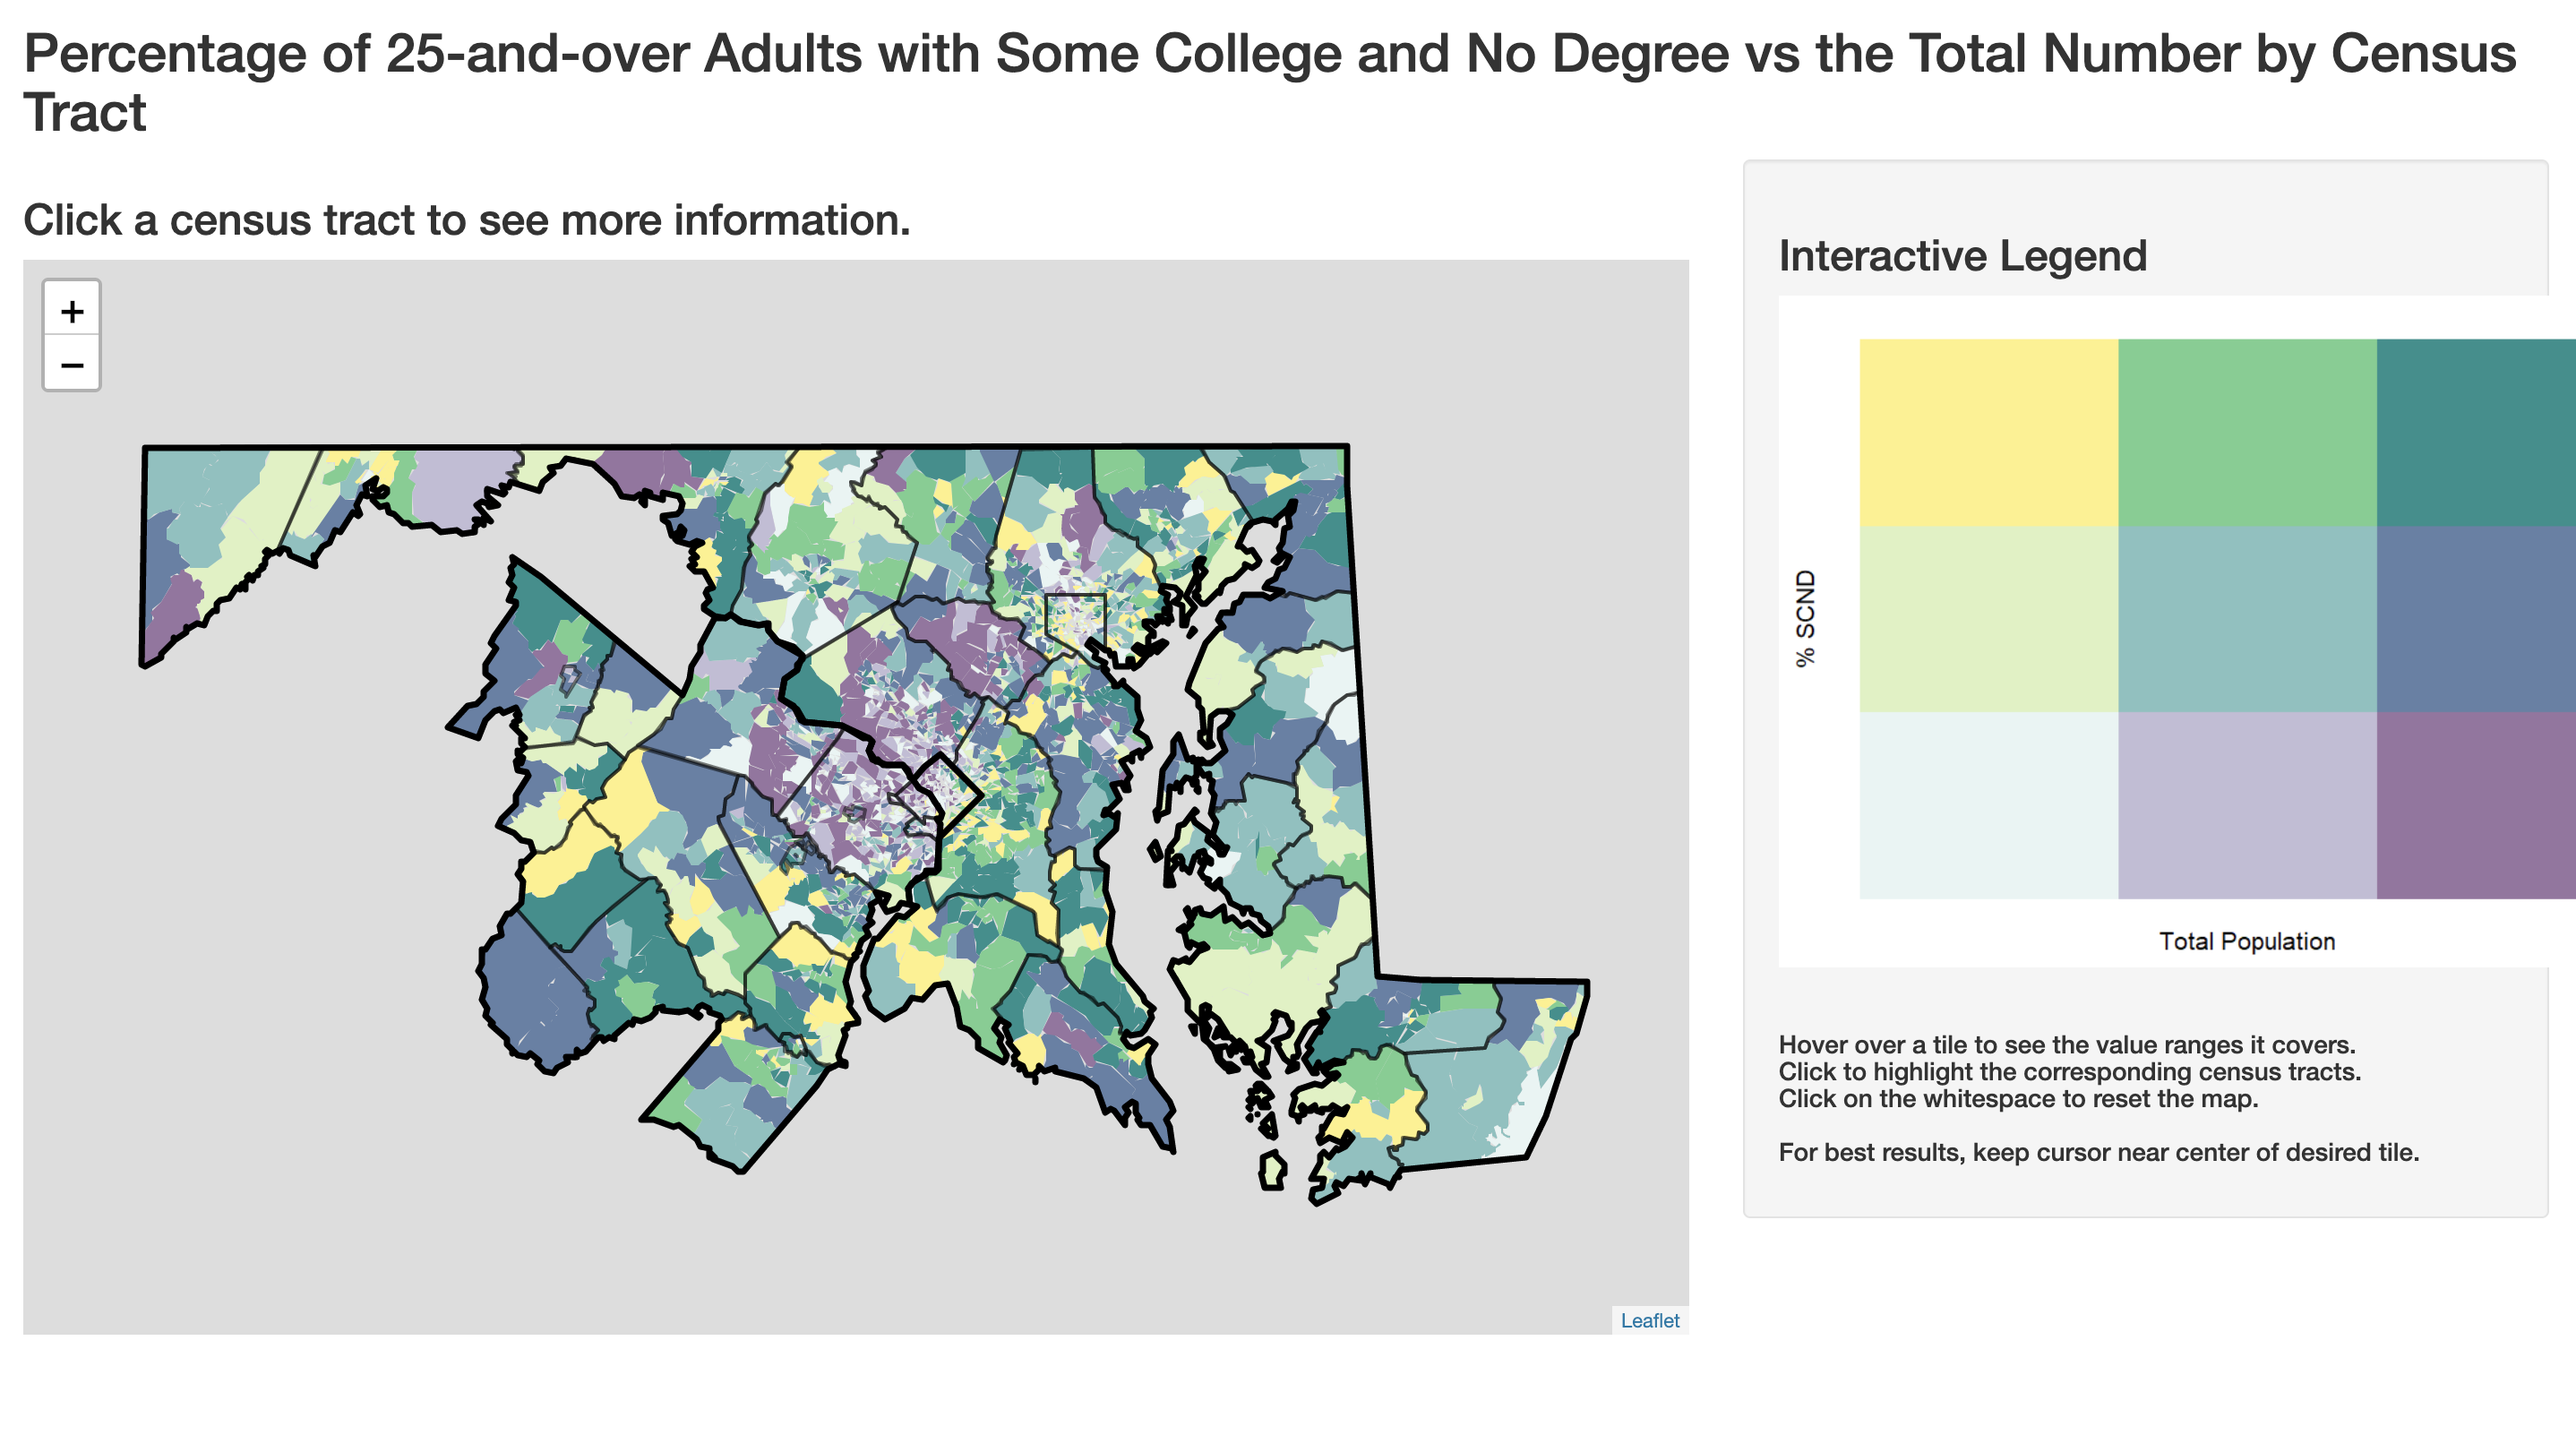 Percentage of 25-and-over Adults with Some College and No Degree vs the Total Number by Census
Tract
Click a census tract to see more information.
+
−
Leaflet
Interactive Legend
% SCND
Total Population
Hover over a tile to see the value ranges it covers.
Click to highlight the corresponding census tracts.
Click on the whitespace to reset the map.
For best results, keep cursor near center of desired tile.